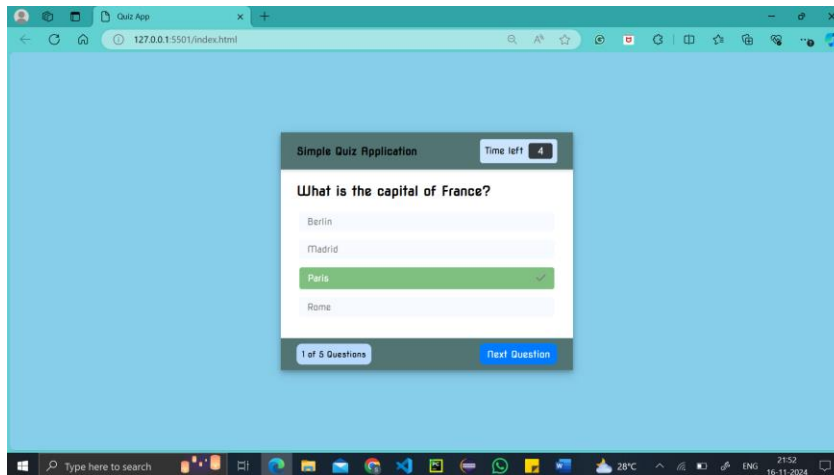 Quiz App
127.0.0.1:5501/index.html
Simple Quiz Application
Time left 4
What is the capital of France?
Berlin
Madrid
Paris
Rome
1 of 5 Questions
Next Question
Type here to search
28°C
ENG
21:52
16-11-2024